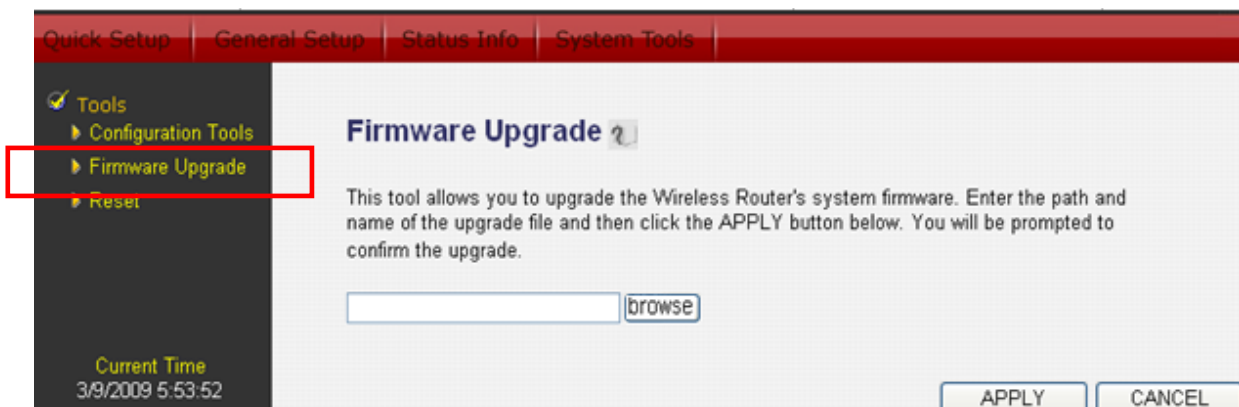 Quick Setup General Setup Status Info System Tools
Tools
Configuration Tools
Firmware Upgrade
Reset
Current Time
3/9/2009 5:53:52
Firmware Upgrade
This tool allows you to upgrade the Wireless Router's system firmware. Enter the path and
name of the upgrade file and then click the APPLY button below. You will be prompted to
confirm the upgrade.
browse
APPLY CANCEL